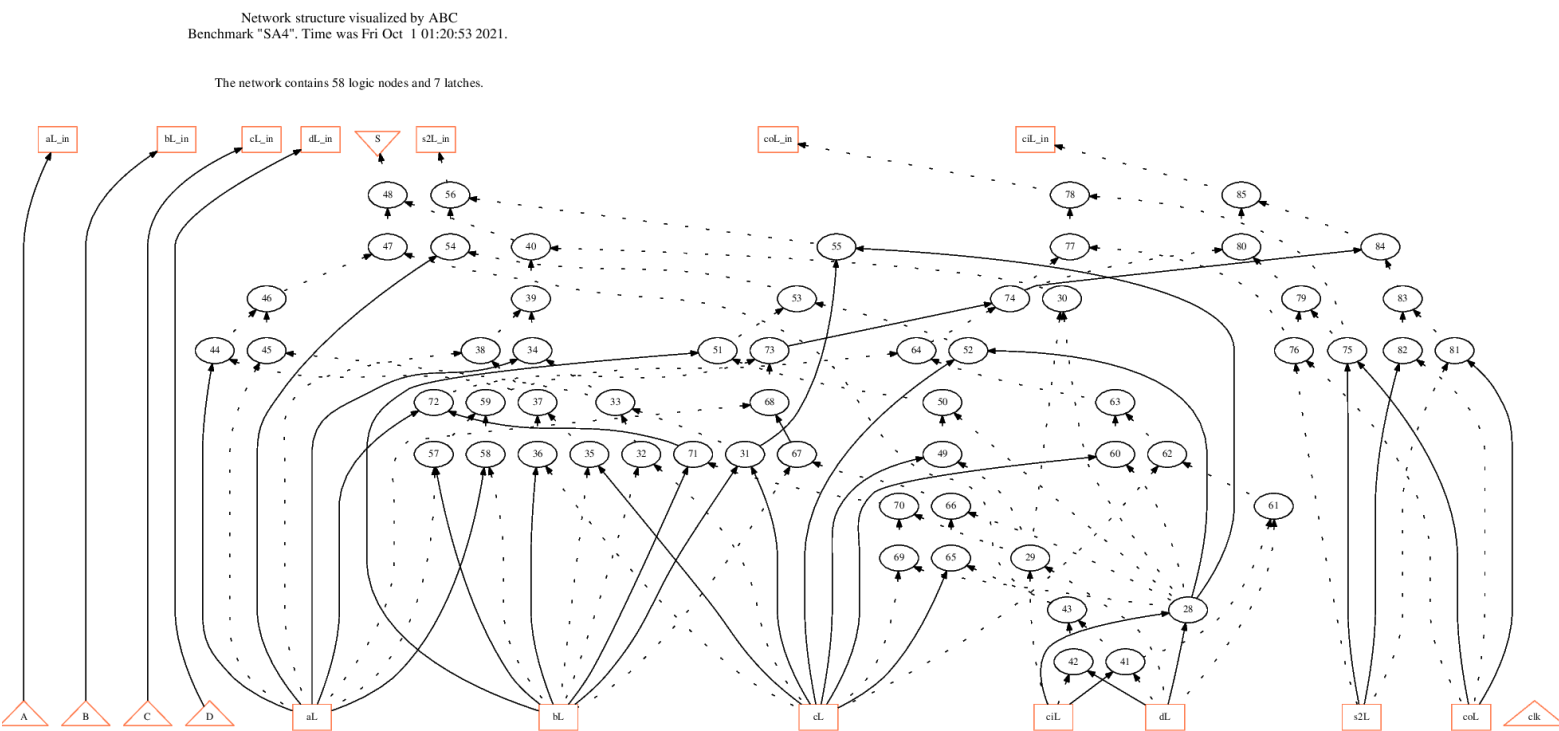 Network structure visualized by ABC
Benchmark "SA4". Time was Fri Oct  1 01:20:53 2021.
The network contains 58 logic nodes and 7 latches.
aL_in bL_in cL_in dL_in S s2L_in coL_in ciL_in
48 56 78 85
47 54 40 55 77 80 84
46 39 53 74 30 79 83
44 45 38 34 51 73 64 52 76 75 82 81
72 59 37 33 68 50 63
57 58 36 35 32 71 31 67 49 60 62
70 66 61
69 65 29
43 28
42 41
A B C D aL bL cL ciL dL s2L coL clk